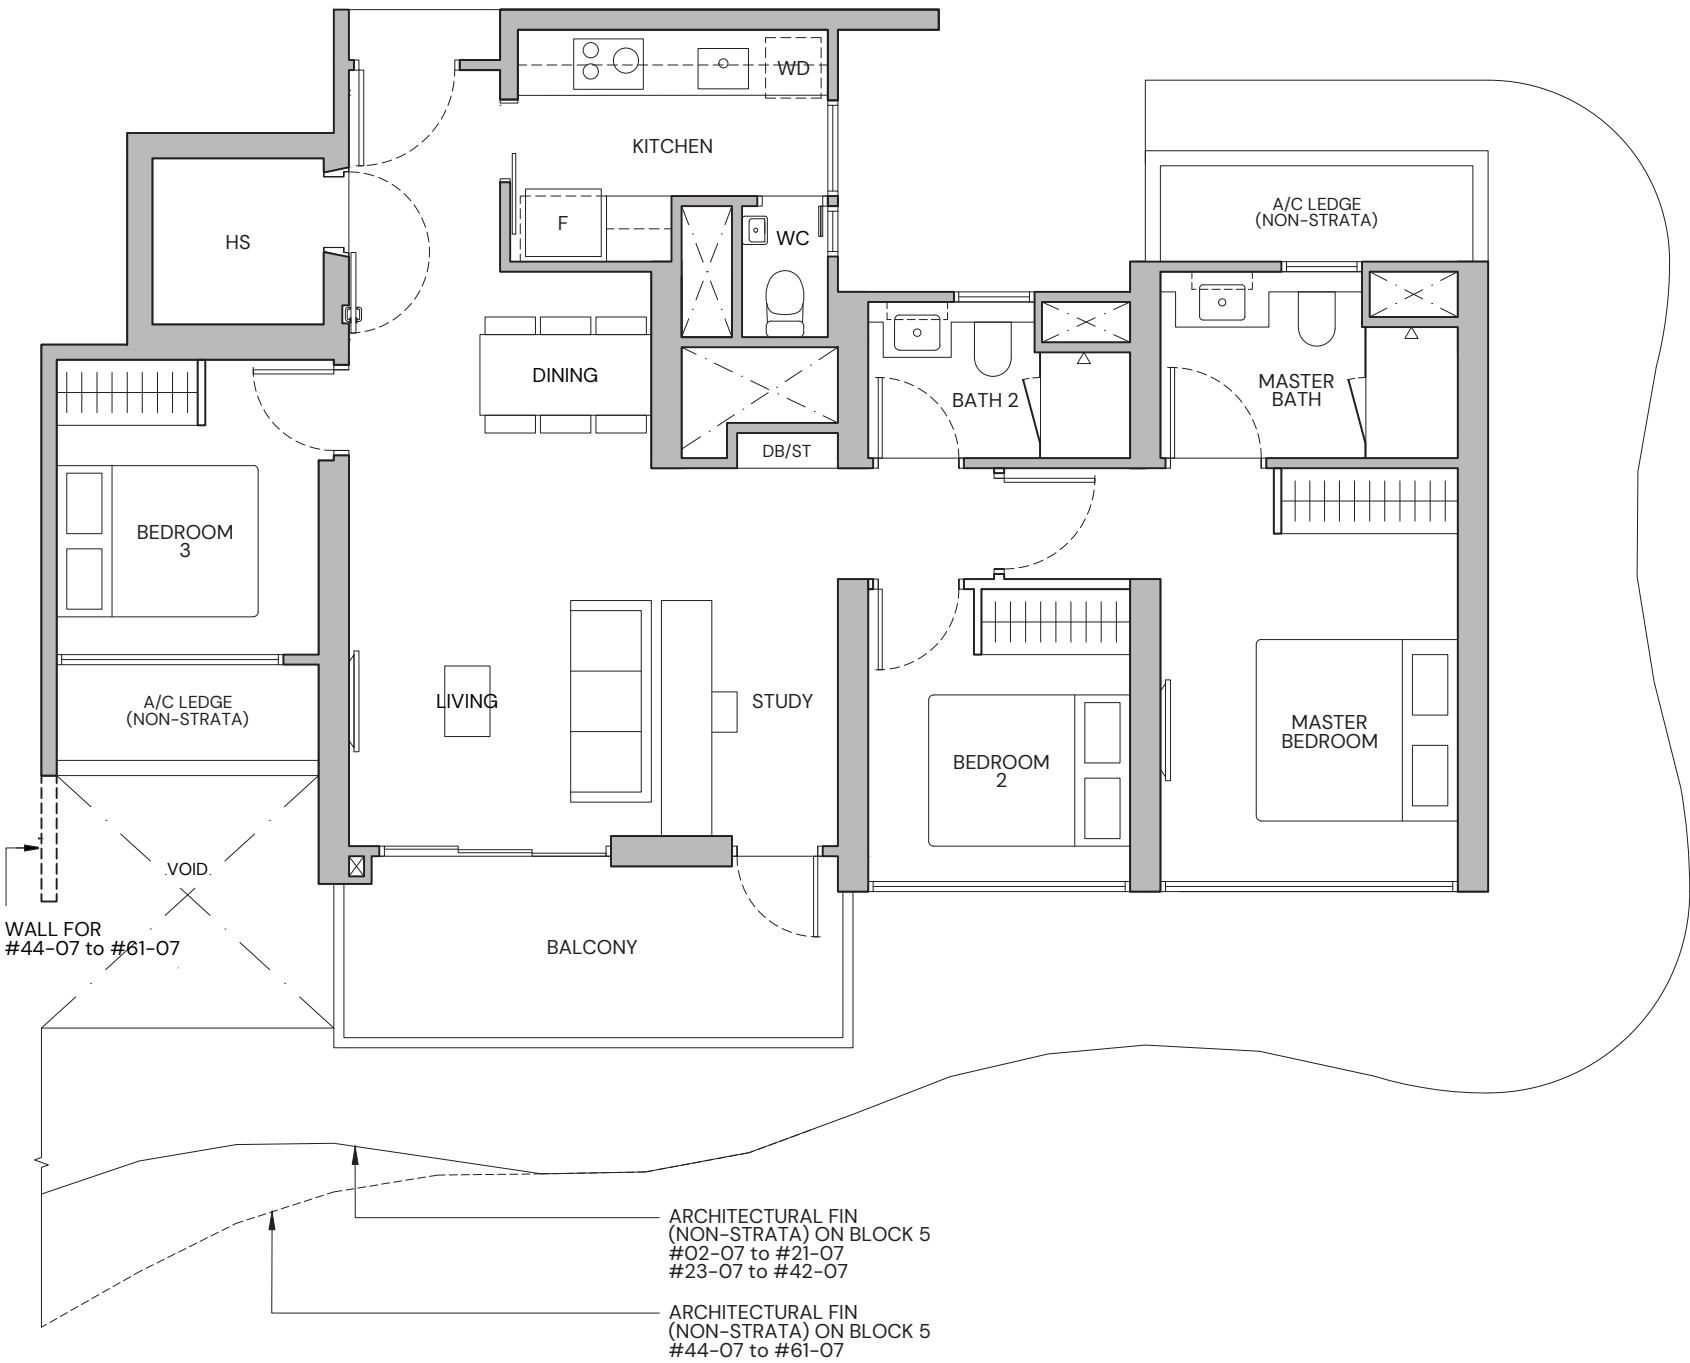 WD
KITCHEN
A/C LEDGE
(NON-STRATA)
F
WC
HS
DINING
BATH 2
MASTER
BATH
DB/ST
BEDROOM
3
A/C LEDGE
(NON-STRATA)
LIVING
STUDY
BEDROOM
2
MASTER
BEDROOM
VOID
WALL FOR
#44-07 to #61-07
BALCONY
ARCHITECTURAL FIN
(NON-STRATA) ON BLOCK 5
#02-07 to #21-07
#23-07 to #42-07
ARCHITECTURAL FIN
(NON-STRATA) ON BLOCK 5
#44-07 to #61-07